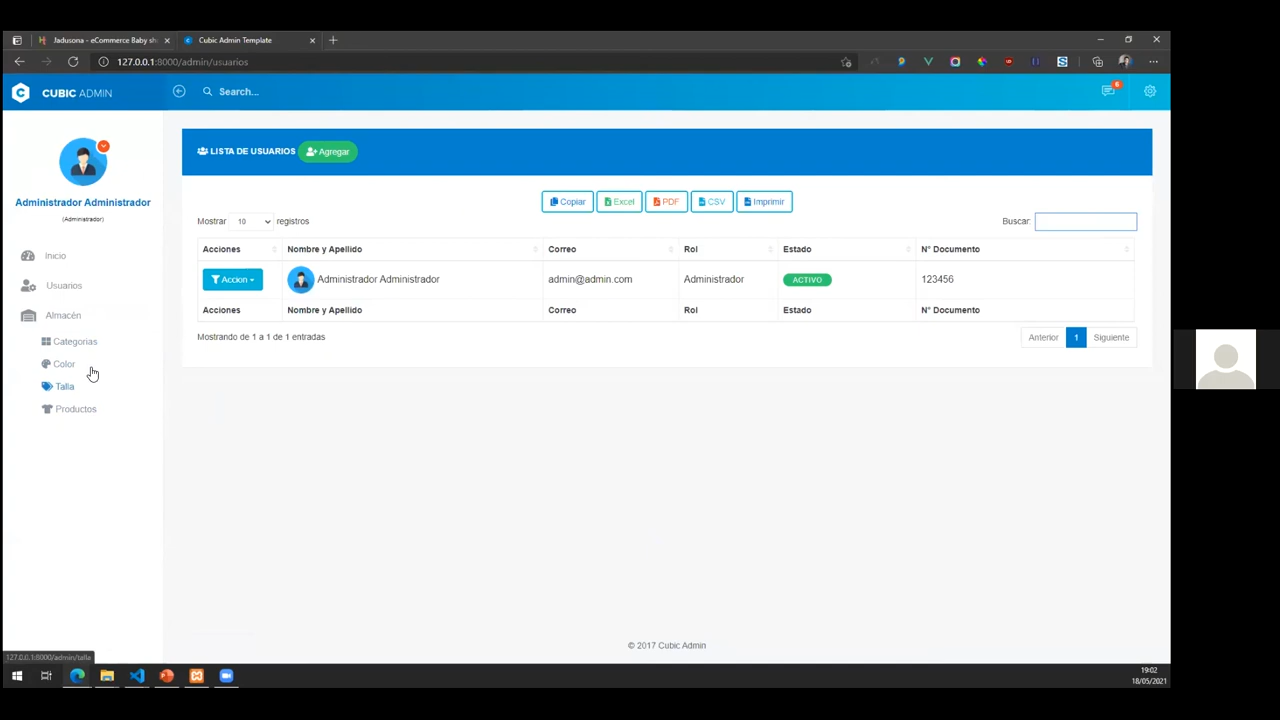 Jadusona - eCommerce Baby sh
Cubic Admin Template
127.0.0.1:8000/admin/usuarios
CUBIC ADMIN
Search...
6
Administrador Administrador
(Administrador)
Inicio
Usuarios
Almacén
Categorias
Color
Talla
Productos
LISTA DE USUARIOS Agregar
Copiar Excel PDF CSV Imprimir
Mostrar 10 registros Buscar:
Acciones Nombre y Apellido Correo Rol Estado N° Documento
Accion Administrador Administrador admin@admin.com Administrador ACTIVO 123456
Acciones Nombre y Apellido Correo Rol Estado N° Documento
Mostrando de 1 a 1 de 1 entradas Anterior 1 Siguiente
© 2017 Cubic Admin
127.0.0.1:8000/admin/talla
19:02
18/05/2021